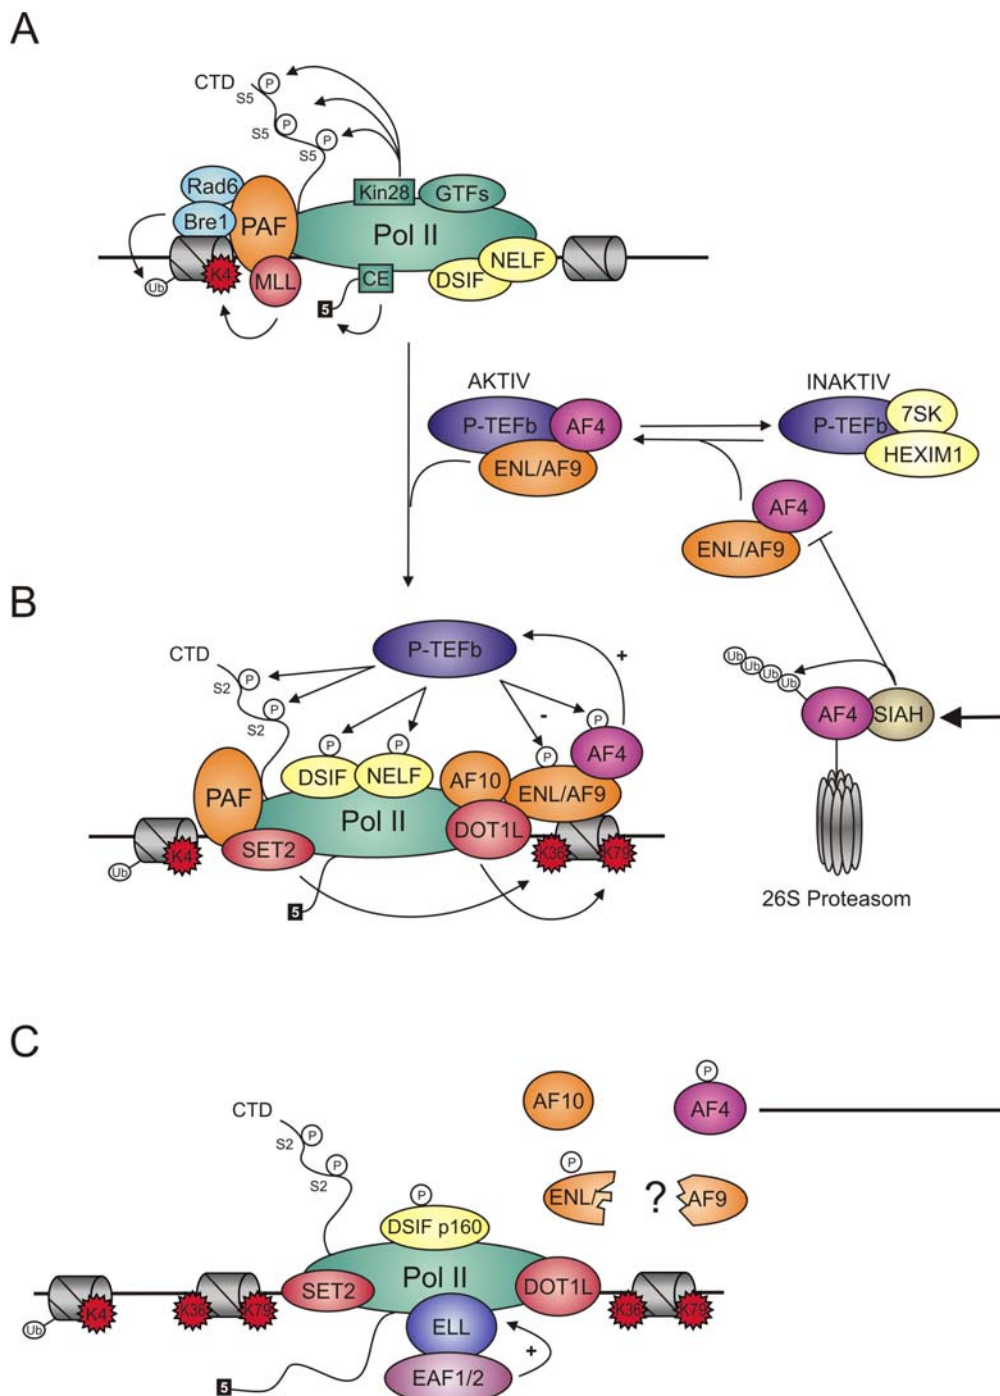 A
CTD
P
S5
P
S5
P
S5
Rad6
Kin28
GTFs
Bre1
PAF
Pol II
NELF
K4
MLL
CE
DSIF
Ub
5
AKTIV
INAKTIV
P-TEFb
AF4
ENL/AF9
P-TEFb
7SK
HEXIM1
AF4
ENL/AF9
B
CTD
P
S2
P
S2
P-TEFb
+
-
P
P
P
P
DSIF
NELF
AF10
ENL/AF9
AF4
PAF
Pol II
DOT1L
SET2
K4
K36
K79
Ub
5
Ub
Ub
Ub
Ub
AF4
SIAH
26S Proteasom
C
AF10
P
AF4
CTD
P
S2
P
S2
P
ENL/
?
AF9
P
DSIF p160
Pol II
SET2
DOT1L
K4
K36
K79
K36
K79
Ub
ELL
+
EAF1/2
5